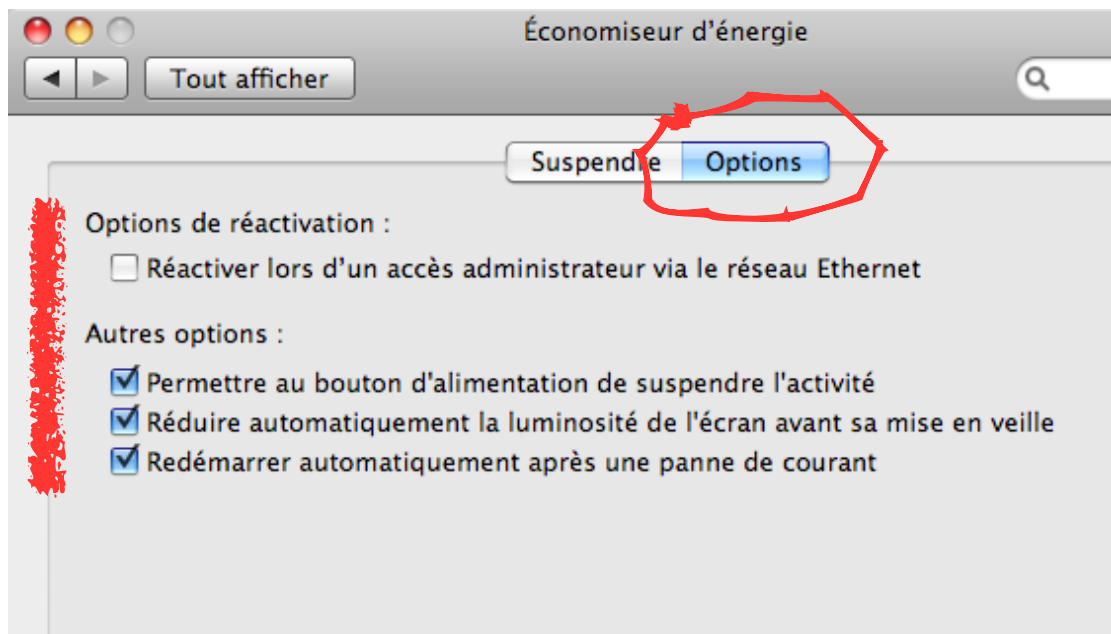 Économiseur d’énergie
Tout afficher
Suspendre Options
Options de réactivation :
Réactiver lors d’un accès administrateur via le réseau Ethernet
Autres options :
Permettre au bouton d'alimentation de suspendre l'activité
Réduire automatiquement la luminosité de l'écran avant sa mise en veille
Redémarrer automatiquement après une panne de courant